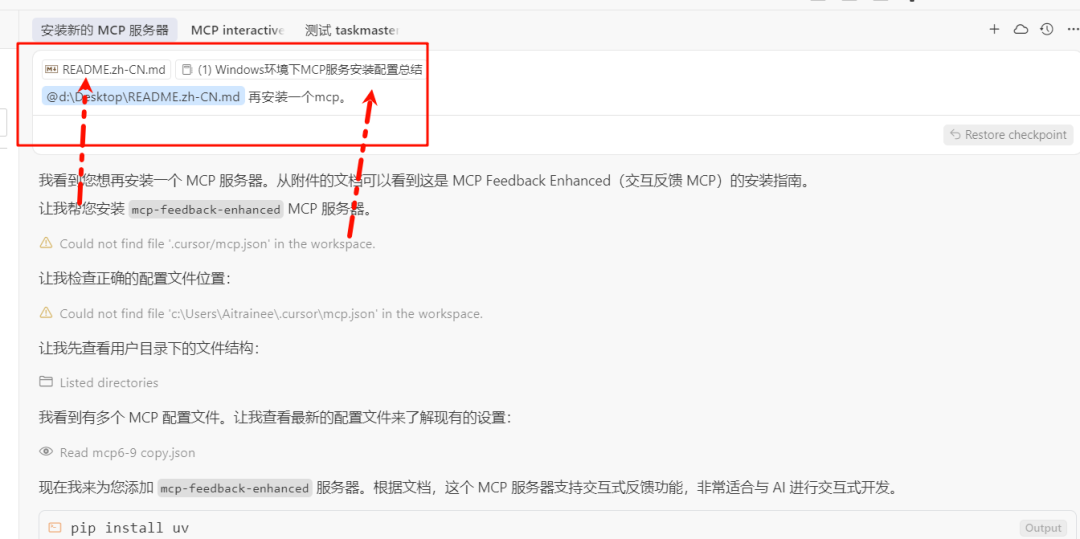 安装新的 MCP 服务器 MCP interactive 测试 taskmaster
README.zh-CN.md (1) Windows环境下MCP服务安装配置总结
@d:\Desktop\README.zh-CN.md 再安装一个mcp。
Restore checkpoint
我看到您想再安装一个 MCP 服务器。从附件的文档可以看到这是 MCP Feedback Enhanced（交互反馈 MCP）的安装指南。
让我帮您安装 mcp-feedback-enhanced MCP 服务器。
Could not find file '.cursor/mcp.json' in the workspace.
让我检查正确的配置文件位置：
Could not find file 'c:\Users\Aitrainee\.cursor\mcp.json' in the workspace.
让我先查看用户目录下的文件结构：
Listed directories
我看到有多个 MCP 配置文件。让我查看最新的配置文件来了解现有的设置：
Read mcp6-9 copy.json
现在我来为您添加 mcp-feedback-enhanced 服务器。根据文档，这个 MCP 服务器支持交互式反馈功能，非常适合与 AI 进行交互式开发。
pip install uv Output